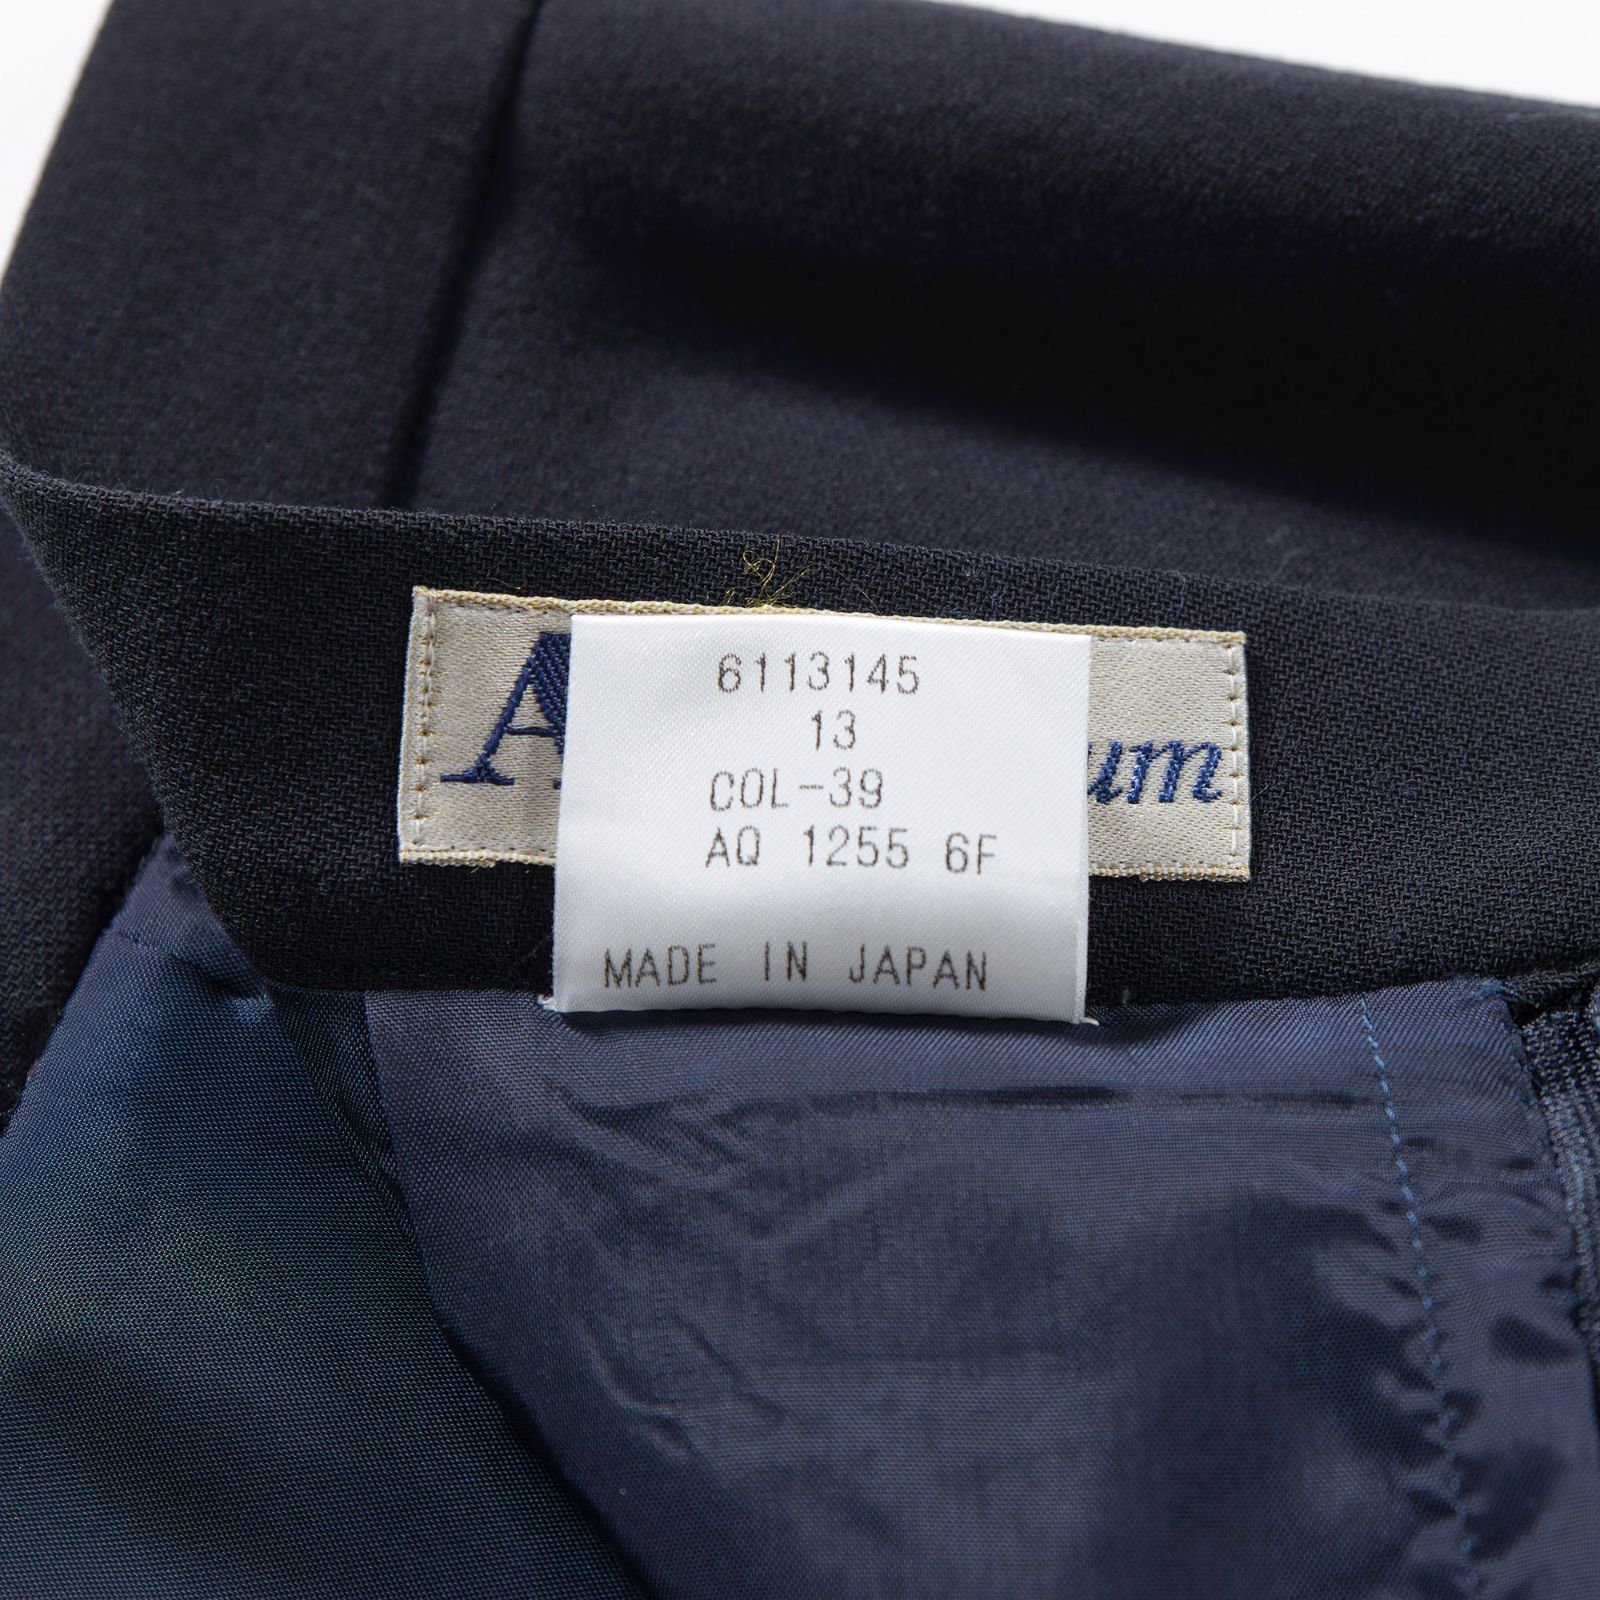 6113145
13
COL-39
AQ 1255 6F
MADE IN JAPAN